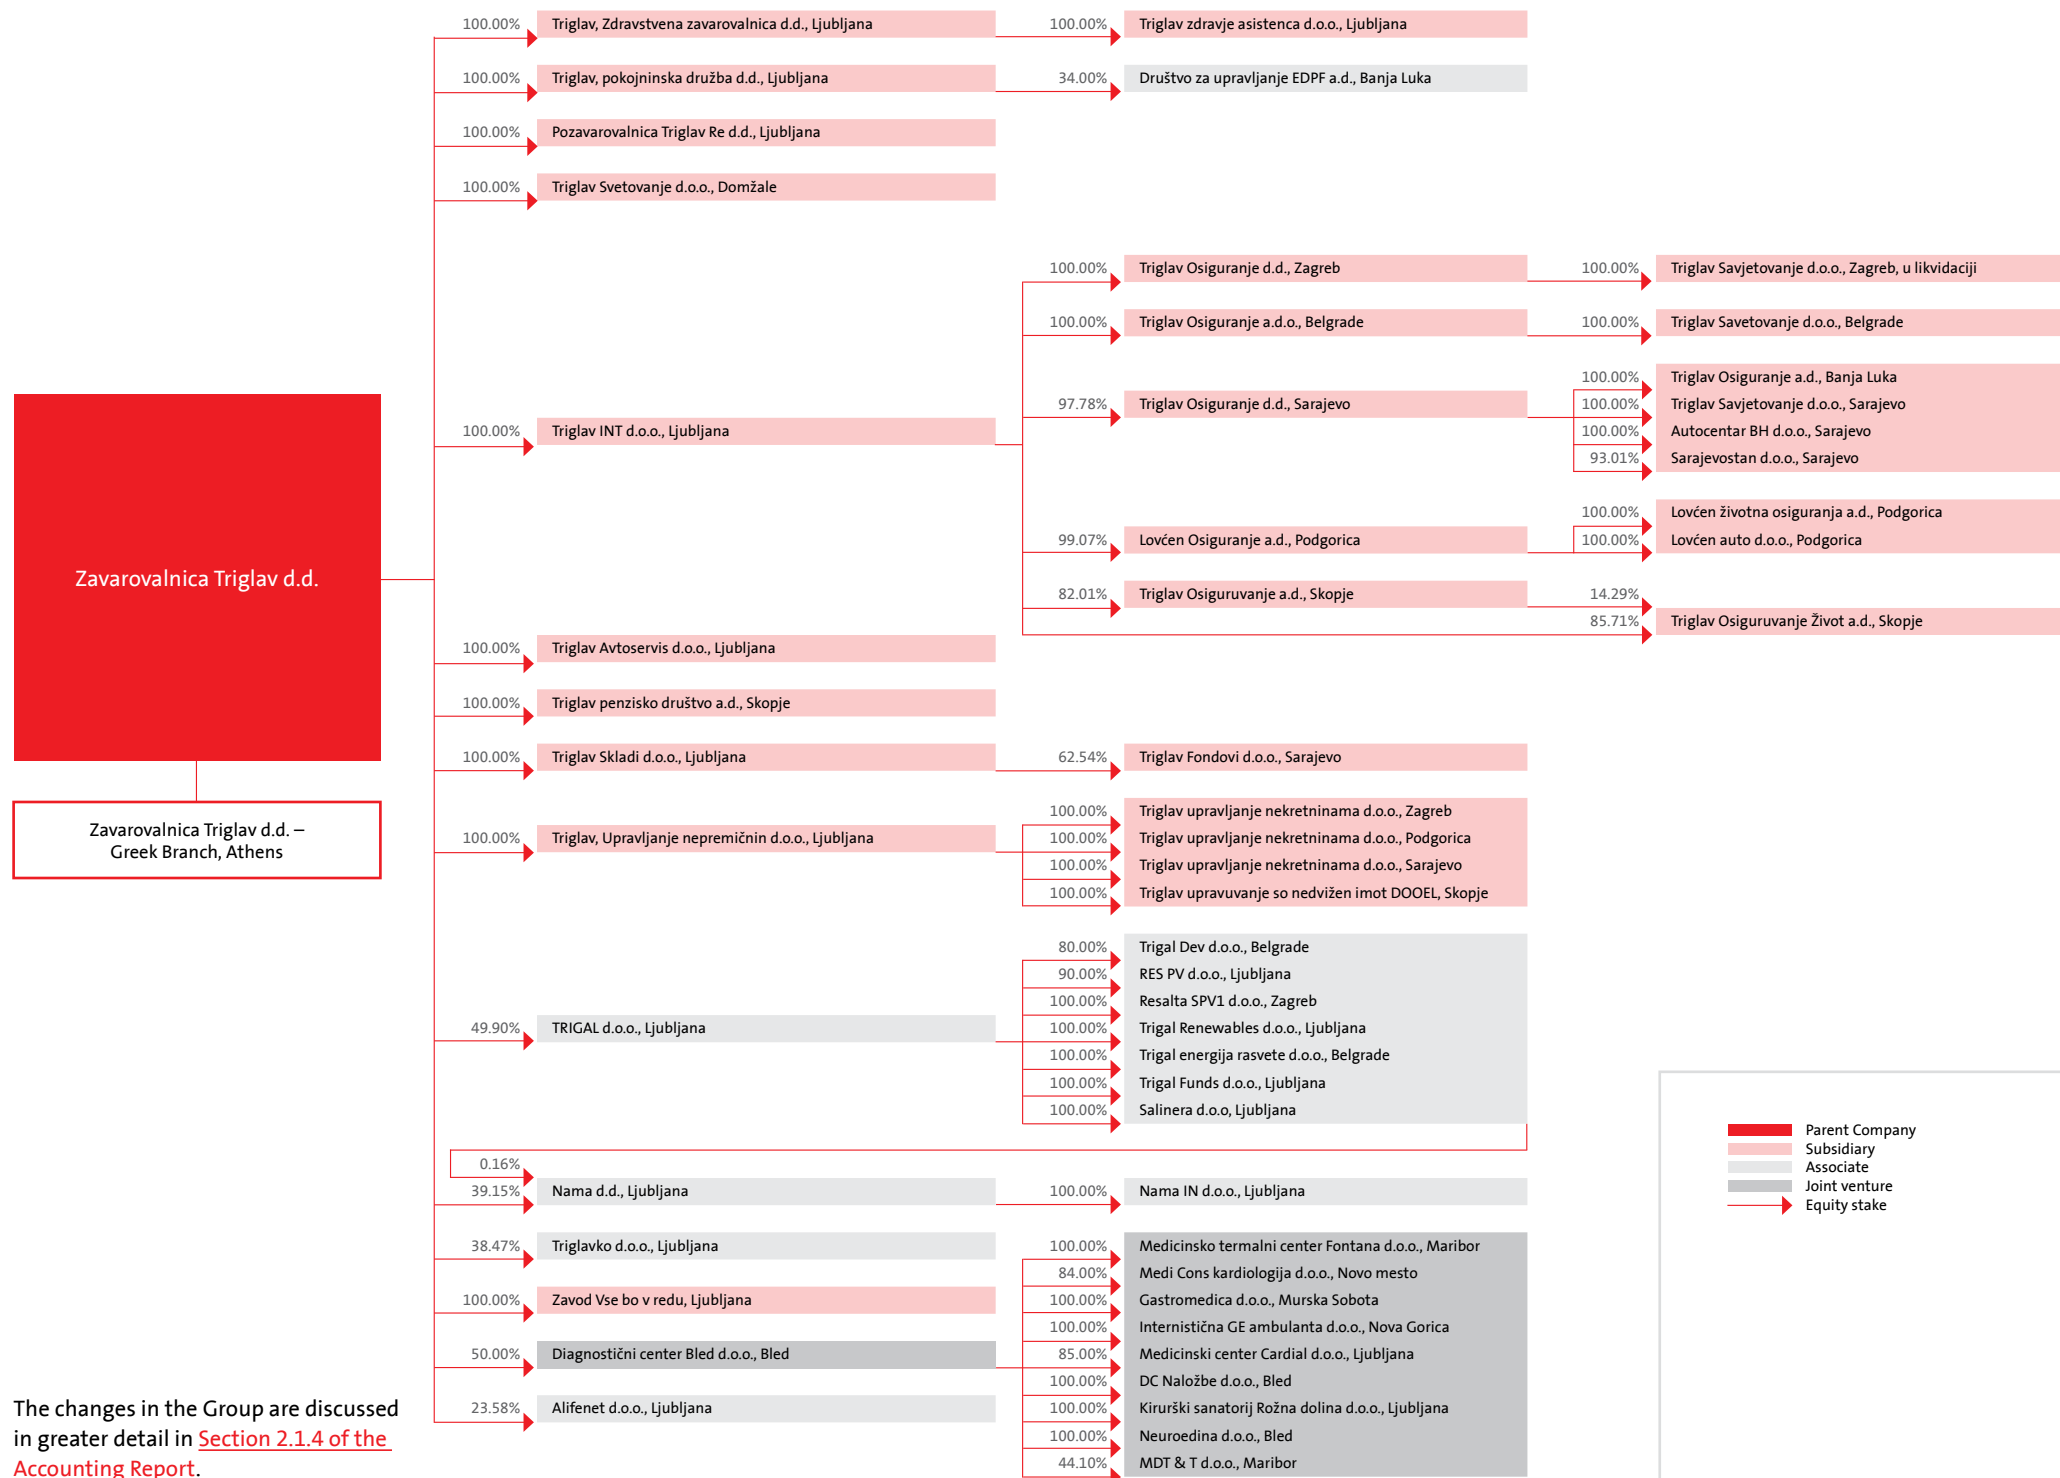 100.00% Triglav, Zdravstvena zavarovalnica d.d., Ljubljana 100.00% Triglav zdravje asistenca d.o.o., Ljubljana
100.00% Triglav, pokojninska družba d.d., Ljubljana 34.00% Društvo za upravljanje EDPF a.d., Banja Luka
100.00% Pozavarovalnica Triglav Re d.d., Ljubljana
100.00% Triglav Svetovanje d.o.o., Domžale
100.00% Triglav Osiguranje d.d., Zagreb 100.00% Triglav Savjetovanje d.o.o., Zagreb, u likvidaciji
100.00% Triglav Osiguranje a.d.o., Belgrade 100.00% Triglav Savetovanje d.o.o., Belgrade
100.00% Triglav Osiguranje a.d., Banja Luka
97.78% Triglav Osiguranje d.d., Sarajevo 100.00% Triglav Savjetovanje d.o.o., Sarajevo
100.00% Triglav INT d.o.o., Ljubljana 100.00% Autocentar BH d.o.o., Sarajevo
93.01% Sarajevostan d.o.o., Sarajevo
100.00% Lovćen životna osiguranja a.d., Podgorica
99.07% Lovćen Osiguranje a.d., Podgorica 100.00% Lovćen auto d.o.o., Podgorica
Zavarovalnica Triglav d.d.
82.01% Triglav Osiguruvanje a.d., Skopje 14.29%
85.71% Triglav Osiguruvanje Život a.d., Skopje
100.00% Triglav Avtoservis d.o.o., Ljubljana
100.00% Triglav penzisko društvo a.d., Skopje
100.00% Triglav Skladi d.o.o., Ljubljana 62.54% Triglav Fondovi d.o.o., Sarajevo
Zavarovalnica Triglav d.d. –
Greek Branch, Athens
100.00% Triglav upravljanje nekretninama d.o.o., Zagreb
100.00% Triglav, Upravljanje nepremičnin d.o.o., Ljubljana 100.00% Triglav upravljanje nekretninama d.o.o., Podgorica
100.00% Triglav upravljanje nekretninama d.o.o., Sarajevo
100.00% Triglav upravuvanje so nedvižen imot DOOEL, Skopje
80.00% Trigal Dev d.o.o., Belgrade
90.00% RES PV d.o.o., Ljubljana
100.00% Resalta SPV1 d.o.o., Zagreb
49.90% TRIGAL d.o.o., Ljubljana 100.00% Trigal Renewables d.o.o., Ljubljana
100.00% Trigal energija rasvete d.o.o., Belgrade
100.00% Trigal Funds d.o.o., Ljubljana
100.00% Salinera d.o.o, Ljubljana
0.16%
39.15% Nama d.d., Ljubljana 100.00% Nama IN d.o.o., Ljubljana
38.47% Triglavko d.o.o., Ljubljana 100.00% Medicinsko termalni center Fontana d.o.o., Maribor
84.00% Medi Cons kardiologija d.o.o., Novo mesto
100.00% Zavod Vse bo v redu, Ljubljana 100.00% Gastromedica d.o.o., Murska Sobota
100.00% Internistična GE ambulanta d.o.o., Nova Gorica
50.00% Diagnostični center Bled d.o.o., Bled 85.00% Medicinski center Cardial d.o.o., Ljubljana
100.00% DC Naložbe d.o.o., Bled
23.58% Alifenet d.o.o., Ljubljana 100.00% Kirurški sanatorij Rožna dolina d.o.o., Ljubljana
100.00% Neuroedina d.o.o., Bled
44.10% MDT & T d.o.o., Maribor
Parent Company
Subsidiary
Associate
Joint venture
Equity stake
The changes in the Group are discussed
in greater detail in Section 2.1.4 of the
Accounting Report.